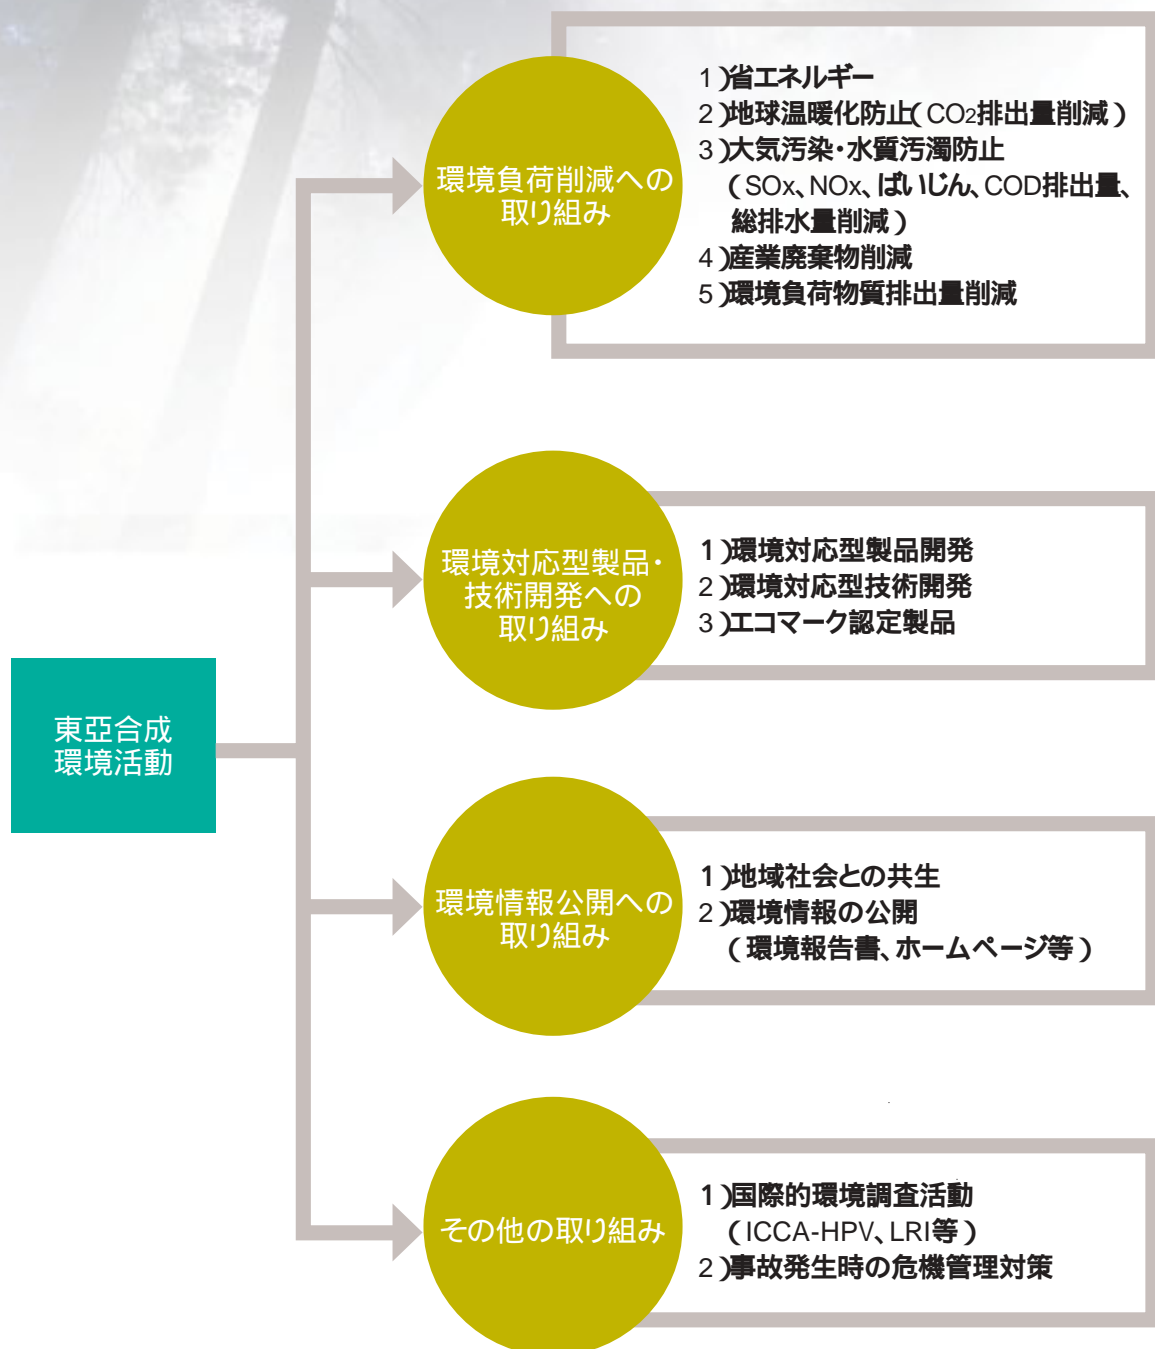 東亞合成
環境活動
環境負荷削減への
取り組み
1)省エネルギー
2)地球温暖化防止(CO2排出量削減)
3)大気汚染・水質汚濁防止
(SOx、NOx、ばいじん、COD排出量、
総排水量削減)
4)産業廃棄物削減
5)環境負荷物質排出量削減
環境対応型製品・
技術開発への
取り組み
1)環境対応型製品開発
2)環境対応型技術開発
3)エコマーク認定製品
環境情報公開への
取り組み
1)地域社会との共生
2)環境情報の公開
(環境報告書、ホームページ等)
その他の取り組み
1)国際的環境調査活動
(ICCA-HPV、LRI等)
2)事故発生時の危機管理対策